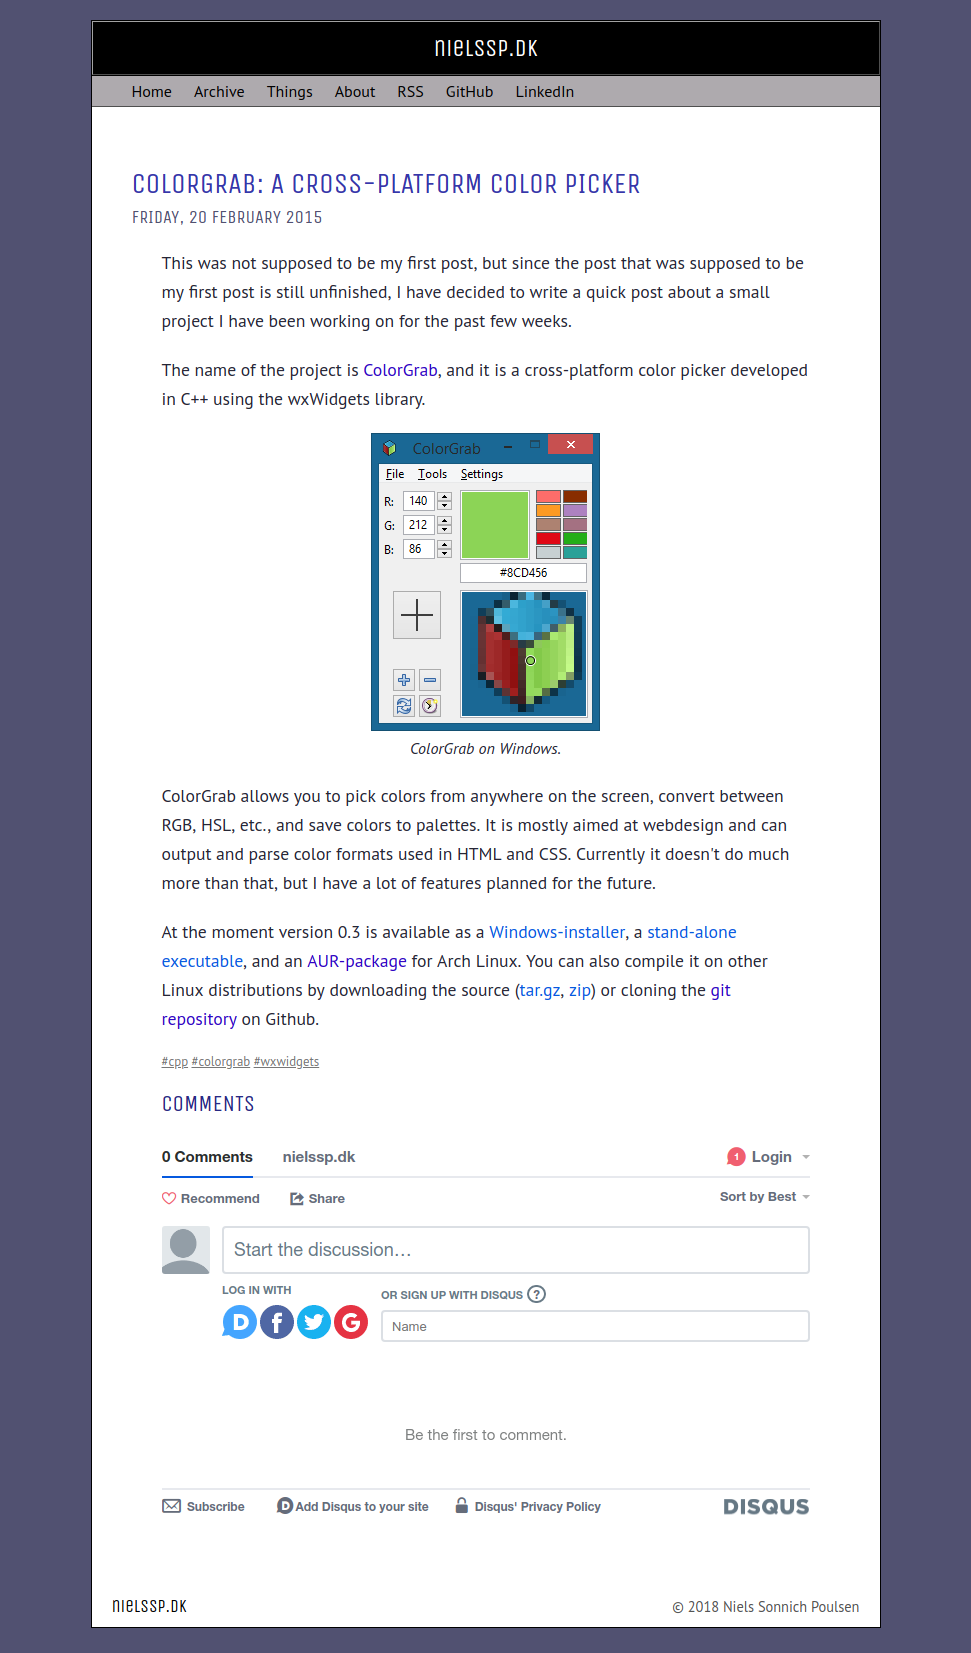 nielssp.dk
Home Archive Things About RSS GitHub LinkedIn
COLORGRAB: A CROSS-PLATFORM COLOR PICKER
FRIDAY, 20 FEBRUARY 2015
This was not supposed to be my first post, but since the post that was supposed to be
my first post is still unfinished, I have decided to write a quick post about a small
project I have been working on for the past few weeks.
The name of the project is ColorGrab, and it is a cross-platform color picker developed
in C++ using the wxWidgets library.
ColorGrab
File Tools Settings
R: 140
G: 212
B: 86
#8CD456
ColorGrab on Windows.
ColorGrab allows you to pick colors from anywhere on the screen, convert between
RGB, HSL, etc., and save colors to palettes. It is mostly aimed at webdesign and can
output and parse color formats used in HTML and CSS. Currently it doesn't do much
more than that, but I have a lot of features planned for the future.
At the moment version 0.3 is available as a Windows-installer, a stand-alone
executable, and an AUR-package for Arch Linux. You can also compile it on other
Linux distributions by downloading the source (tar.gz, zip) or cloning the git
repository on Github.
#cpp #colorgrab #wxwidgets
COMMENTS
0 Comments nielssp.dk 1 Login
Recommend Share Sort by Best
Start the discussion…
LOG IN WITH
OR SIGN UP WITH DISQUS ?
Name
Be the first to comment.
Subscribe Add Disqus to your site Disqus' Privacy Policy DISQUS
nielssp.dk © 2018 Niels Sonnich Poulsen